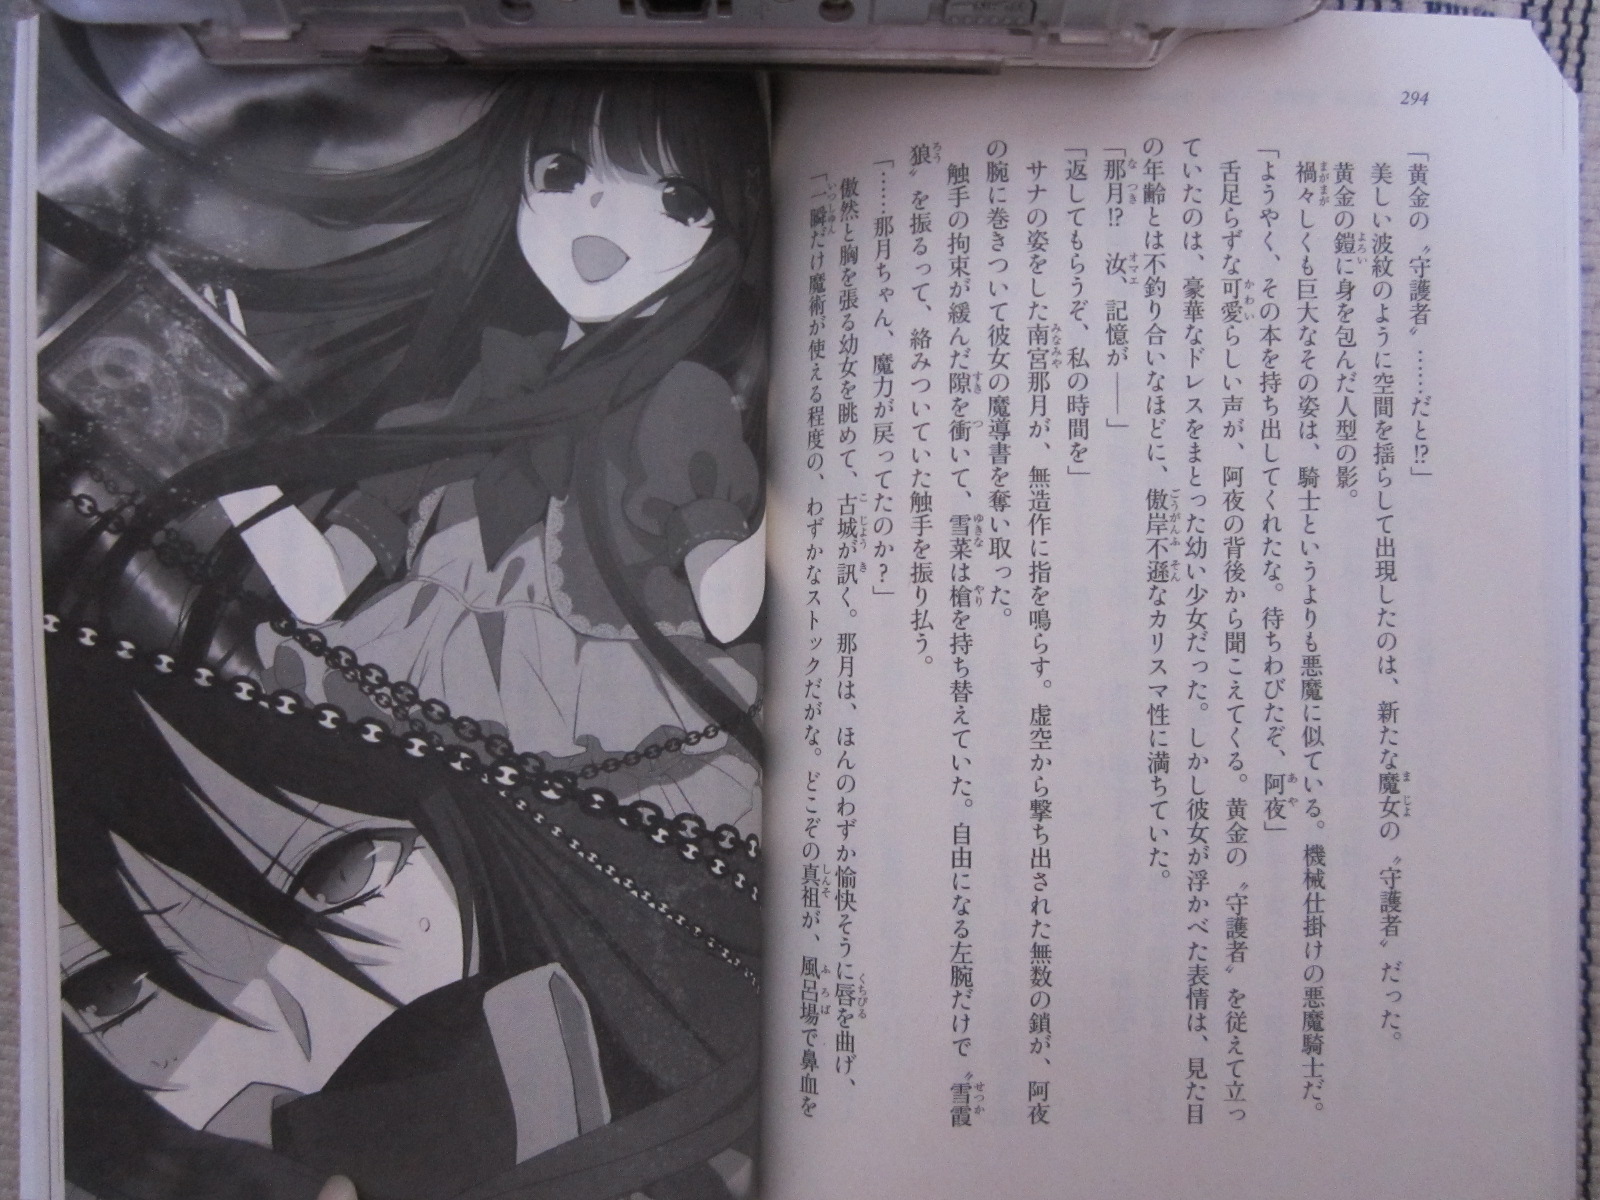 294
「黄金の〝守護者〟……だと!?」
美しい波紋のように空間を揺らして出現したのは、新たな魔女の〝守護者〟だった。
黄金の鎧に身を包んだ人型の影。
禍々しくも巨大なその姿は、騎士というよりも悪魔に似ている。機械仕掛けの悪魔騎士だ。
「ようやく、その本を持ち出してくれたな。待ちわびたぞ、阿夜」
舌足らずな可愛らしい声が、阿夜の背後から聞こえてくる。黄金の〝守護者〟を従えて立っ
ていたのは、豪華なドレスをまとった幼い少女だった。しかし彼女が浮かべた表情は、見た目
の年齢とは不釣り合いなほどに、傲岸不遜なカリスマ性に満ちていた。
「那月!? 汝、記憶が――」
「返してもらうぞ、私の時間を」
サナの姿をした南宮那月が、無造作に指を鳴らす。虚空から撃ち出された無数の鎖が、阿夜
の腕に巻きついて彼女の魔導書を奪い取った。
触手の拘束が緩んだ隙を衝いて、雪菜は槍を持ち替えていた。自由になる左腕だけで〝雪霞
狼〟を振るって、絡みついていた触手を振り払う。
「……那月ちゃん、魔力が戻ってたのか?」
傲然と胸を張る幼女を眺めて、古城が訊く。那月は、ほんのわずか愉快そうに唇を曲げ、
「一瞬だけ魔術が使える程度の、わずかなストックだがな。どこぞの真祖が、風呂場で鼻血を